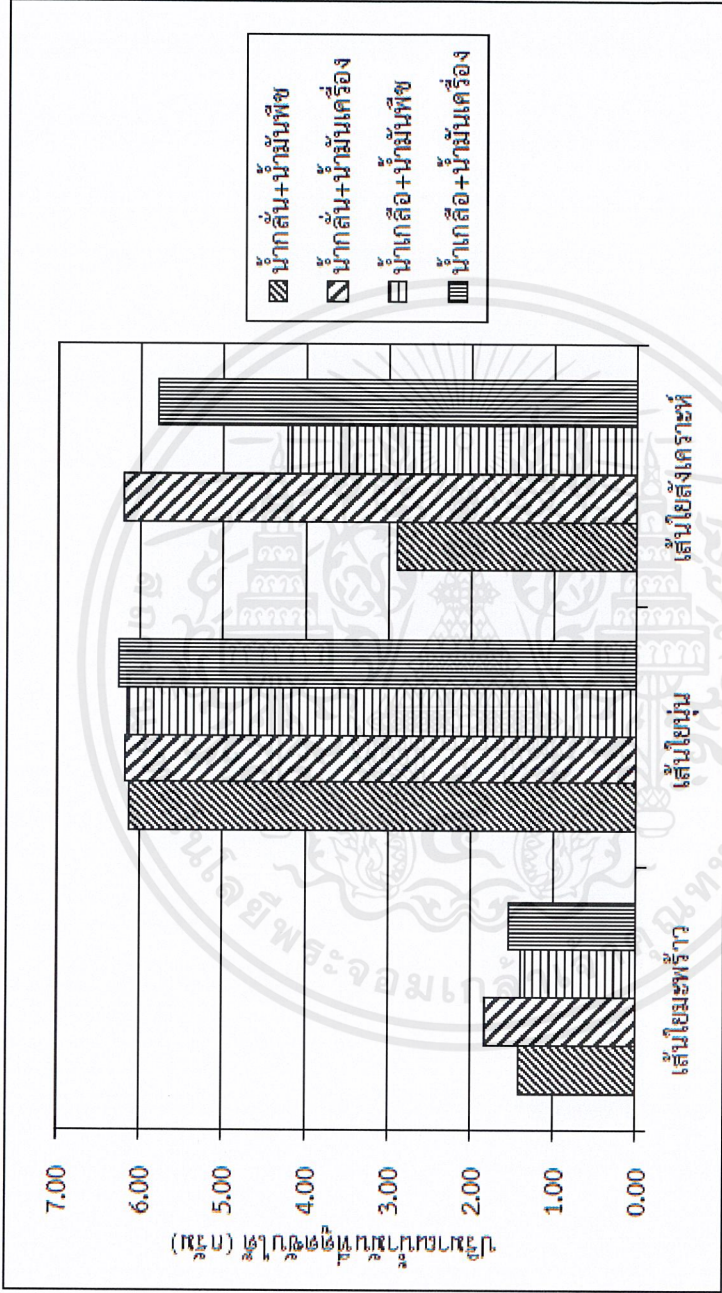 ปริมาณน้ำมันที่ดูดซับได้ (กรัม)
7.00
6.00
5.00
4.00
3.00
2.00
1.00
0.00
เส้นใยมะพร้าว
เส้นใยนุ่น
เส้นใยสังเคราะห์
น้ำกลั่น+น้ำมันพืช
น้ำกลั่น+น้ำมันเครื่อง
น้ำเกลือ+น้ำมันพืช
น้ำเกลือ+น้ำมันเครื่อง